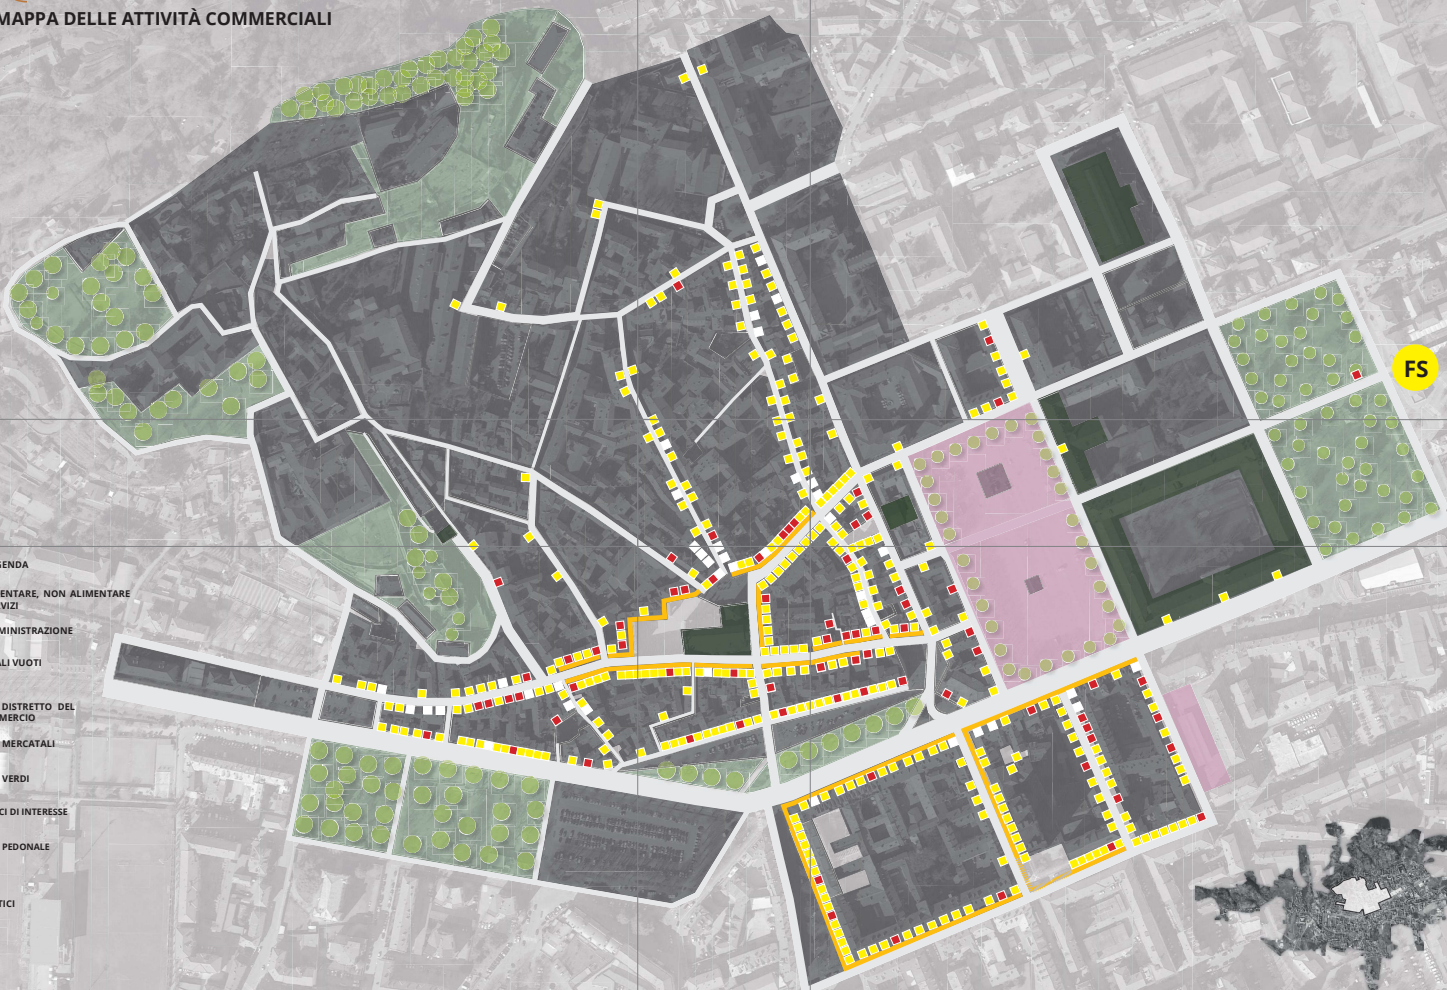 MAPPA DELLE ATTIVITÀ COMMERCIALI
FS
GENDA
ENTARE, NON ALIMENTARE
VIZI
MINISTRAZIONE
ALI VUOTI
DISTRETTO DEL
MERCIO
MERCATALI
VERDI
CI DI INTERESSE
PEDONALE
TICI